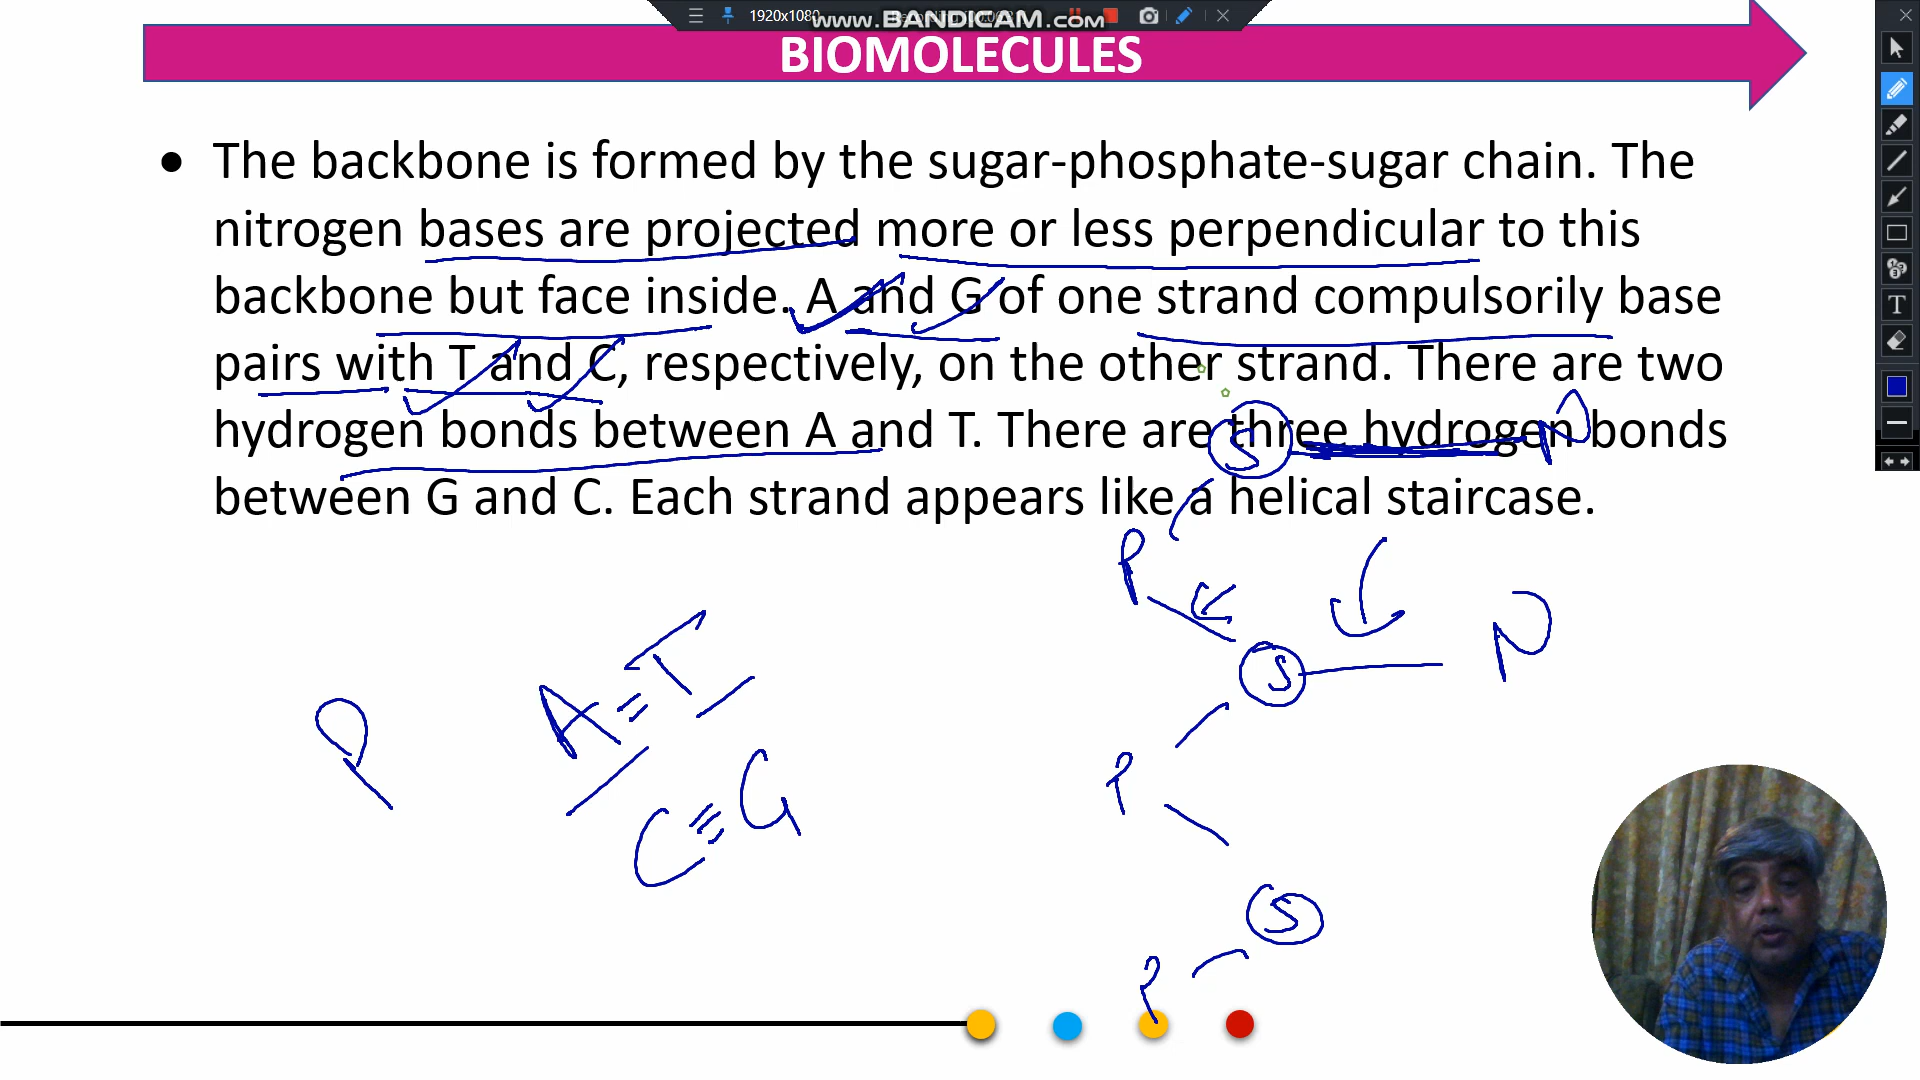 1920x1080
www.BANDICAM.com
BIOMOLECULES
• The backbone is formed by the sugar-phosphate-sugar chain. The
nitrogen bases are projected more or less perpendicular to this
backbone but face inside. A and G of one strand compulsorily base
pairs with T and C, respectively, on the other strand. There are two
hydrogen bonds between A and T. There are three hydrogen bonds
between G and C. Each strand appears like a helical staircase.
S N
P
A=T
S N
P
C≡G
P
S
P